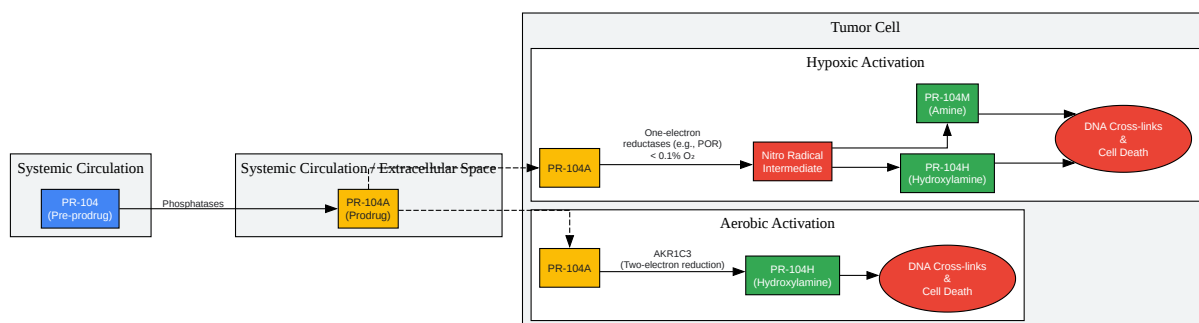 Tumor Cell
Hypoxic Activation
Systemic Circulation
PR-104
(Pre-prodrug)
Phosphatases
Systemic Circulation / Extracellular Space
PR-104A
(Prodrug)
PR-104A
One-electron
reductases (e.g., POR)
< 0.1% O₂
Nitro Radical
Intermediate
PR-104M
(Amine)
PR-104H
(Hydroxylamine)
DNA Cross-links
&
Cell Death
Aerobic Activation
PR-104A
AKR1C3
(Two-electron reduction)
PR-104H
(Hydroxylamine)
DNA Cross-links
&
Cell Death